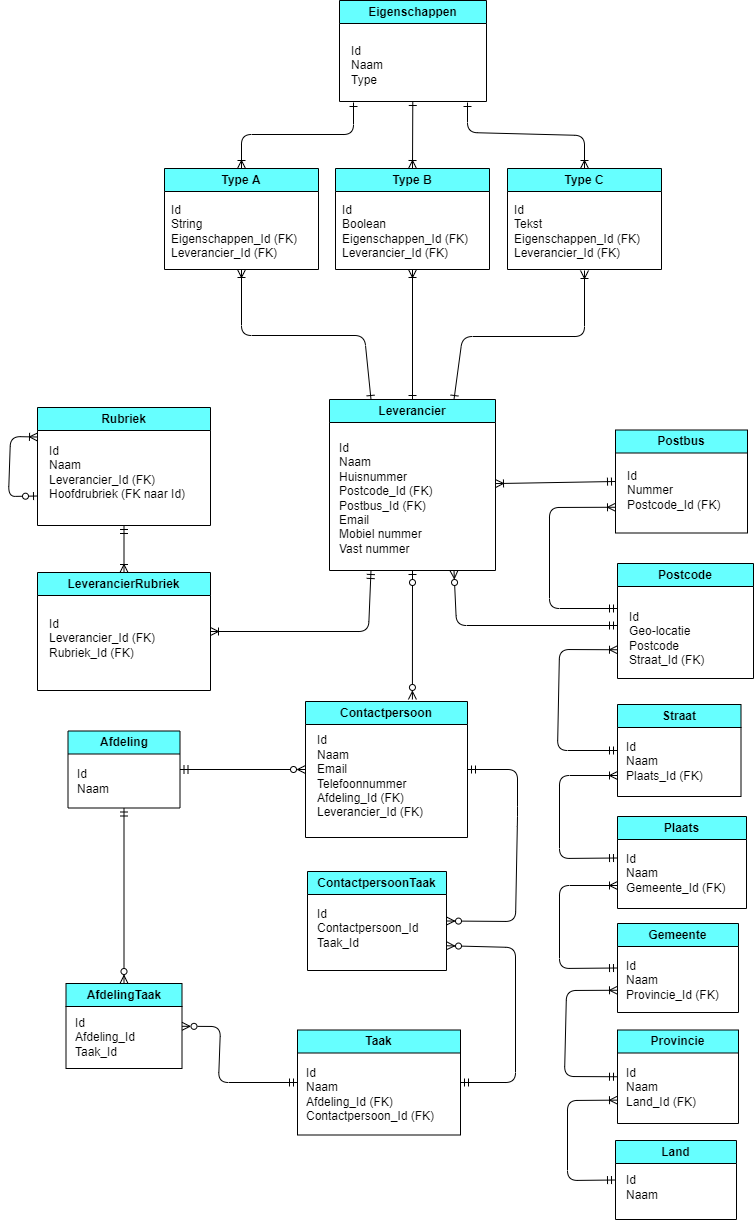 Eigenschappen
Id
Naam
Type
Type A
Id
String
Eigenschappen_Id (FK)
Leverancier_Id (FK)
Type B
Id
Boolean
Eigenschappen_Id (FK)
Leverancier_Id (FK)
Type C
Id
Tekst
Eigenschappen_Id (FK)
Leverancier_Id (FK)
Rubriek
Id
Naam
Leverancier_Id (FK)
Hoofdrubriek (FK naar Id)
Leverancier
Id
Naam
Huisnummer
Postcode_Id (FK)
Postbus_Id (FK)
Email
Mobiel nummer
Vast nummer
Postbus
Id
Nummer
Postcode_Id (FK)
LeverancierRubriek
Id
Leverancier_Id (FK)
Rubriek_Id (FK)
Postcode
Id
Geo-locatie
Postcode
Straat_Id (FK)
Afdeling
Id
Naam
Contactpersoon
Id
Naam
Email
Telefoonnummer
Afdeling_Id (FK)
Leverancier_Id (FK)
Straat
Id
Naam
Plaats_Id (FK)
Plaats
Id
Naam
Gemeente_Id (FK)
ContactpersoonTaak
Id
Contactpersoon_Id
Taak_Id
Gemeente
Id
Naam
Provincie_Id (FK)
AfdelingTaak
Id
Afdeling_Id
Taak_Id
Taak
Id
Naam
Afdeling_Id (FK)
Contactpersoon_Id (FK)
Provincie
Id
Naam
Land_Id (FK)
Land
Id
Naam